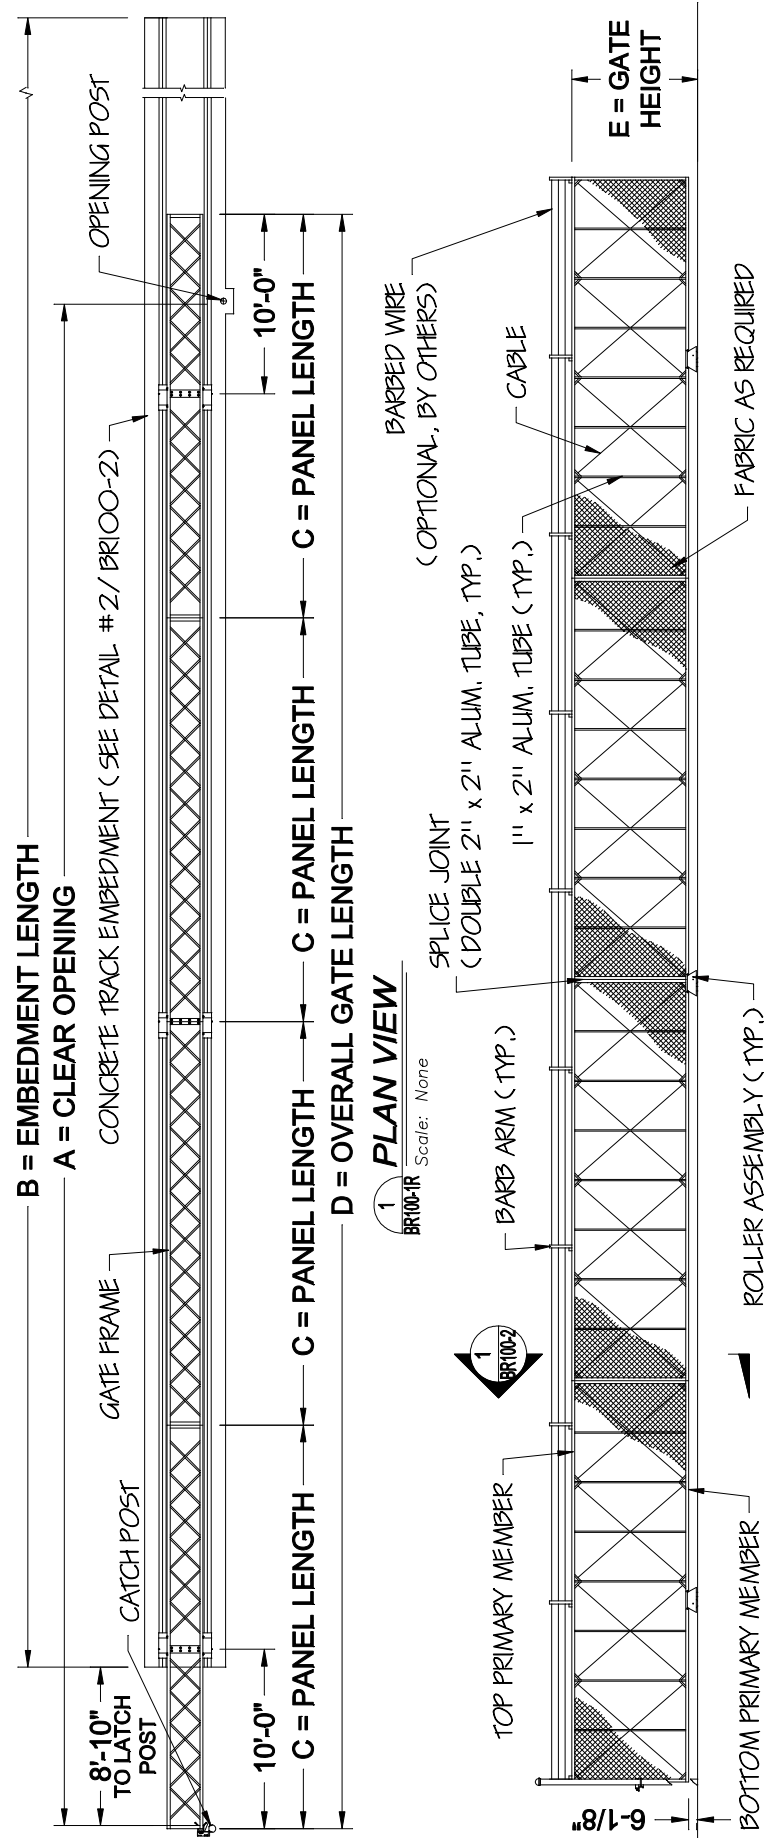 B = EMBEDMENT LENGTH
A = CLEAR OPENING
8'-10"
TO LATCH
POST
CATCH POST
GATE FRAME
CONCRETE TRACK EMBEDMENT (SEE DETAIL #2/BR100-2)
OPENING POST
10'-0"
10'-0"
C = PANEL LENGTH
C = PANEL LENGTH
C = PANEL LENGTH
C = PANEL LENGTH
D = OVERALL GATE LENGTH
1
BR100-1R
PLAN VIEW
Scale: None
TOP PRIMARY MEMBER
1
BR100-2
BARB ARM (TYP.)
SPLICE JOINT
(DOUBLE 2" x 2" ALUM. TUBE, TYP.)
1" x 2" ALUM. TUBE (TYP.)
CABLE
BARBED WIRE
(OPTIONAL, BY OTHERS)
E = GATE
HEIGHT
6-1/8"
BOTTOM PRIMARY MEMBER
ROLLER ASSEMBLY (TYP.)
FABRIC AS REQUIRED